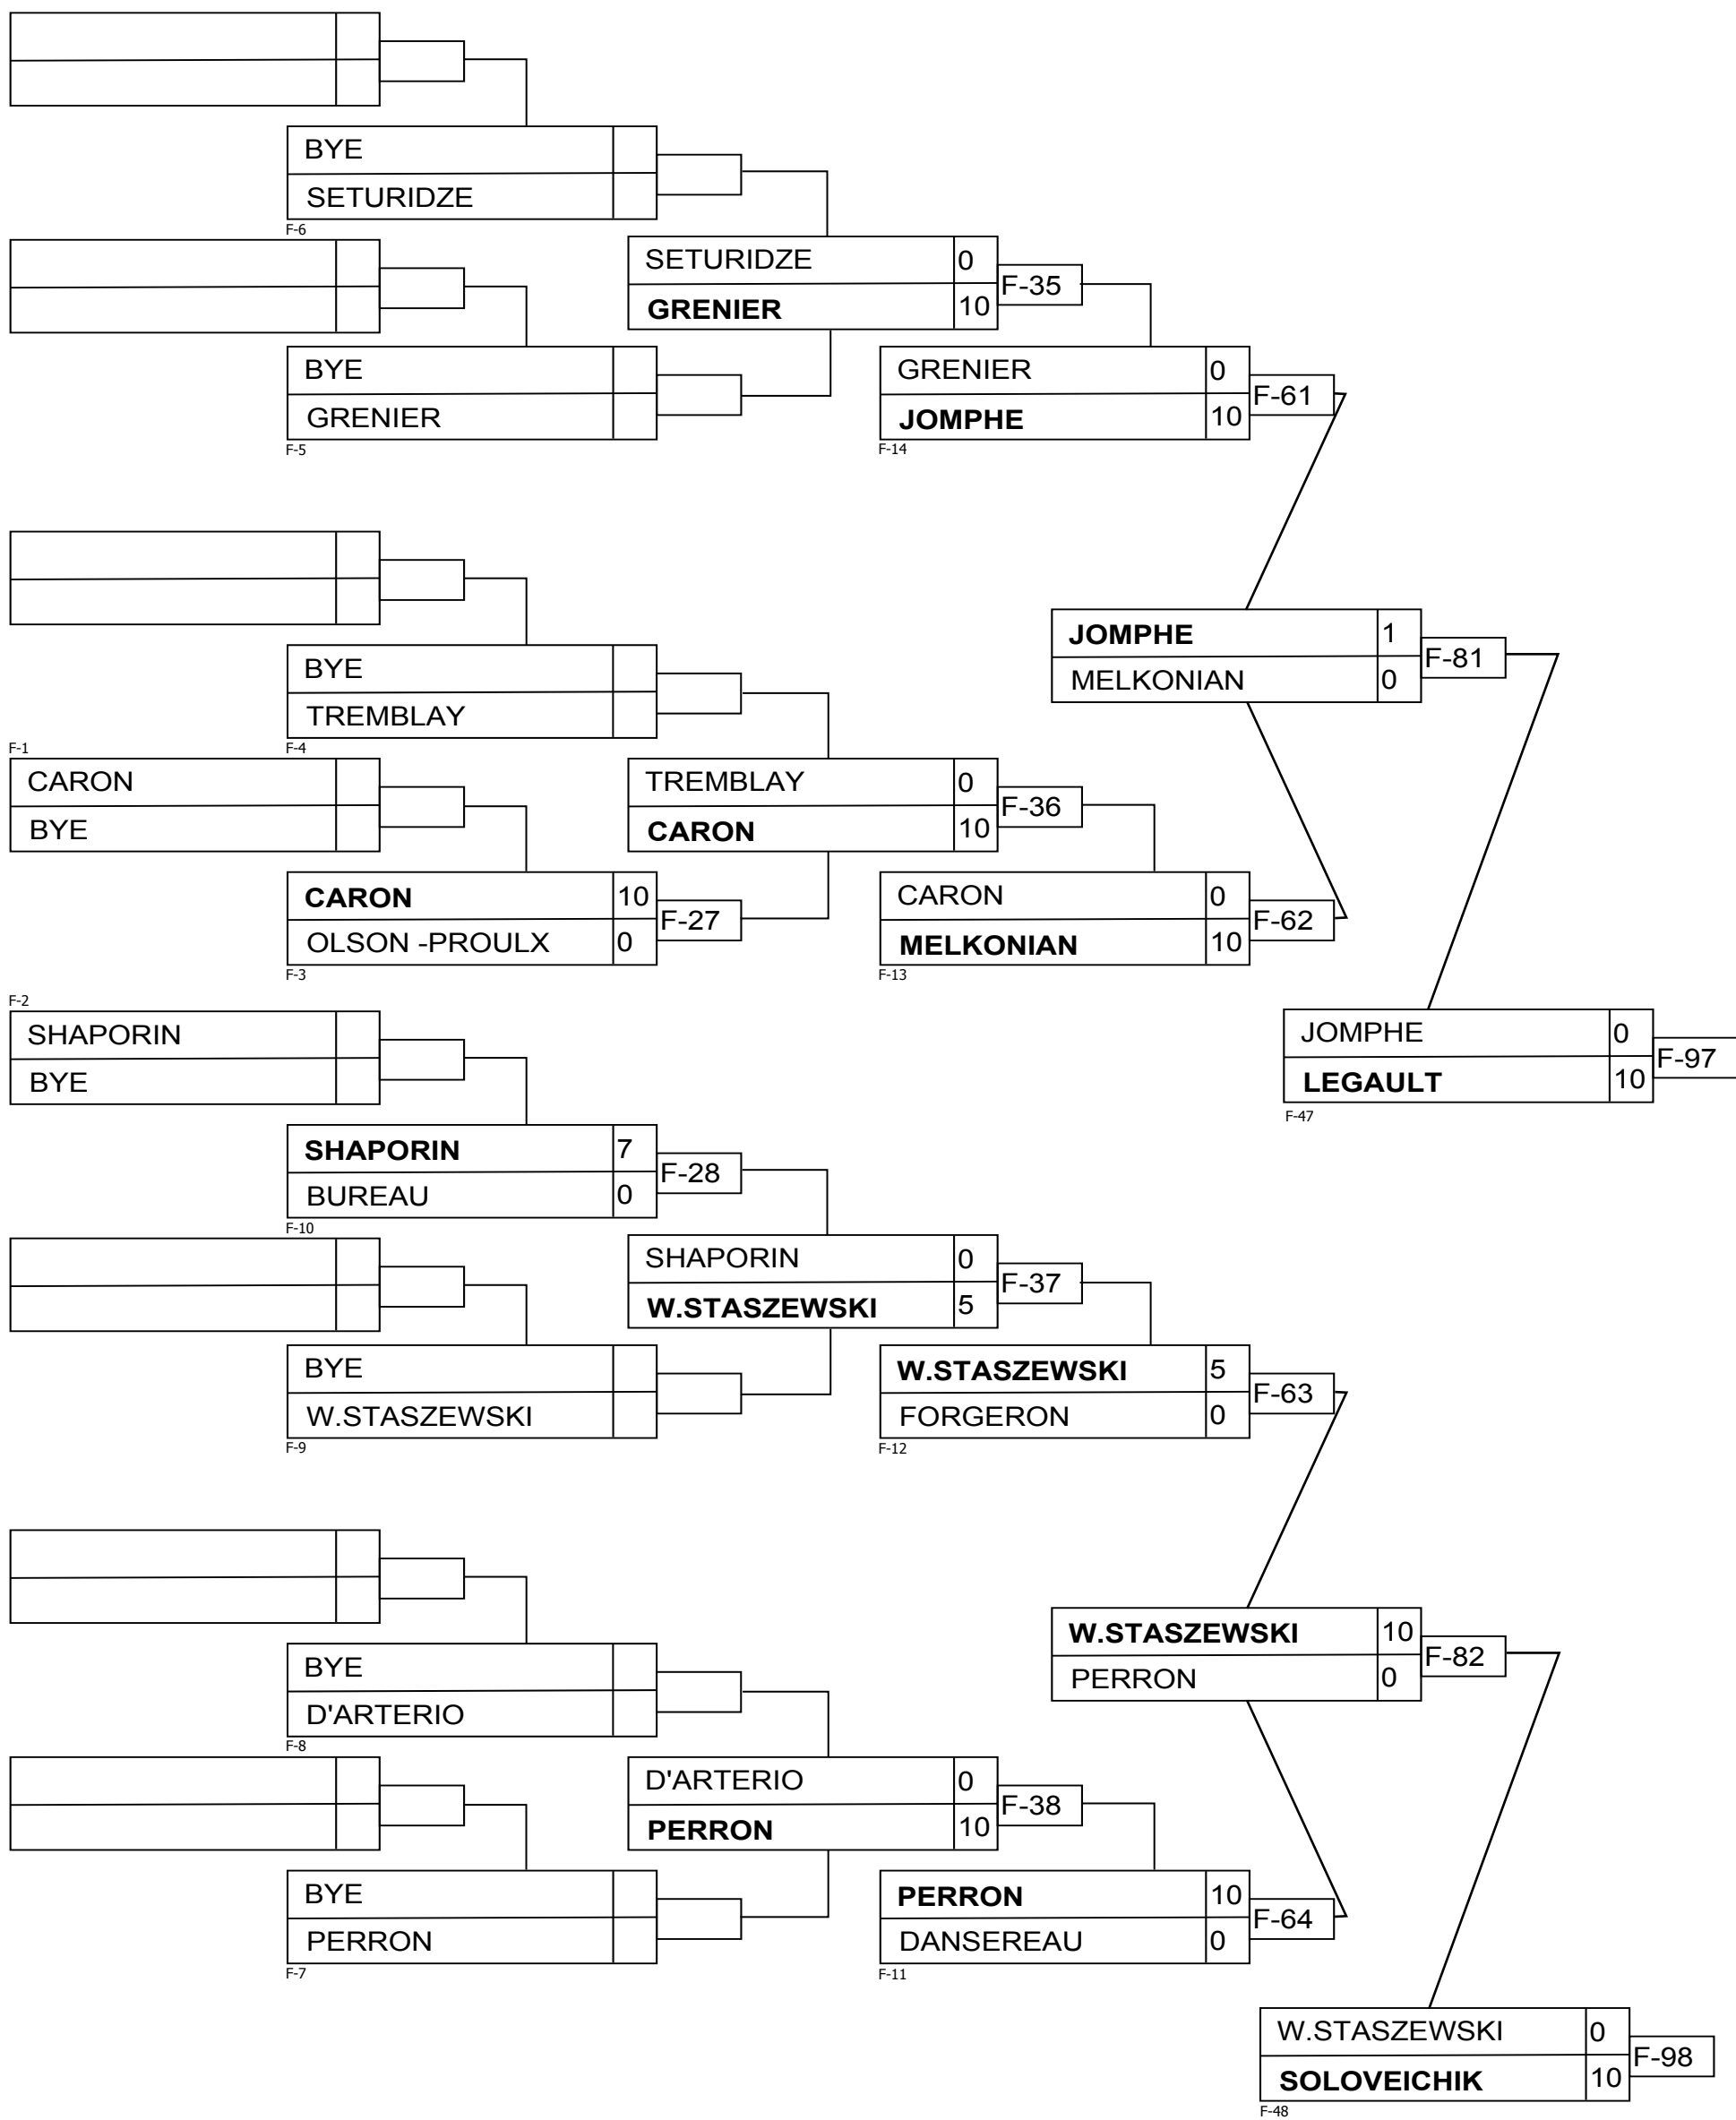 BYE
SETURIDZE
F-6
SETURIDZE 0
GRENIER 10
F-35
BYE
GRENIER
F-5
GRENIER 0
JOMPHE 10
F-61
F-14
BYE
TREMBLAY
F-4
JOMPHE 1
MELKONIAN 0
F-81
F-1
CARON
BYE
TREMBLAY 0
CARON 10
F-36
CARON 10
OLSON -PROULX 0
F-27
F-3
CARON 0
MELKONIAN 10
F-62
F-13
F-2
SHAPORIN
BYE
JOMPHE 0
LEGAULT 10
F-97
F-47
SHAPORIN 7
BUREAU 0
F-28
F-10
SHAPORIN 0
W.STASZEWSKI 5
F-37
BYE
W.STASZEWSKI
F-9
W.STASZEWSKI 5
FORGERON 0
F-63
F-12
BYE
D'ARTERIO
F-8
W.STASZEWSKI 10
PERRON 0
F-82
D'ARTERIO 0
PERRON 10
F-38
BYE
PERRON
F-7
PERRON 10
DANSEREAU 0
F-64
F-11
W.STASZEWSKI 0
SOLOVEICHIK 10
F-98
F-48